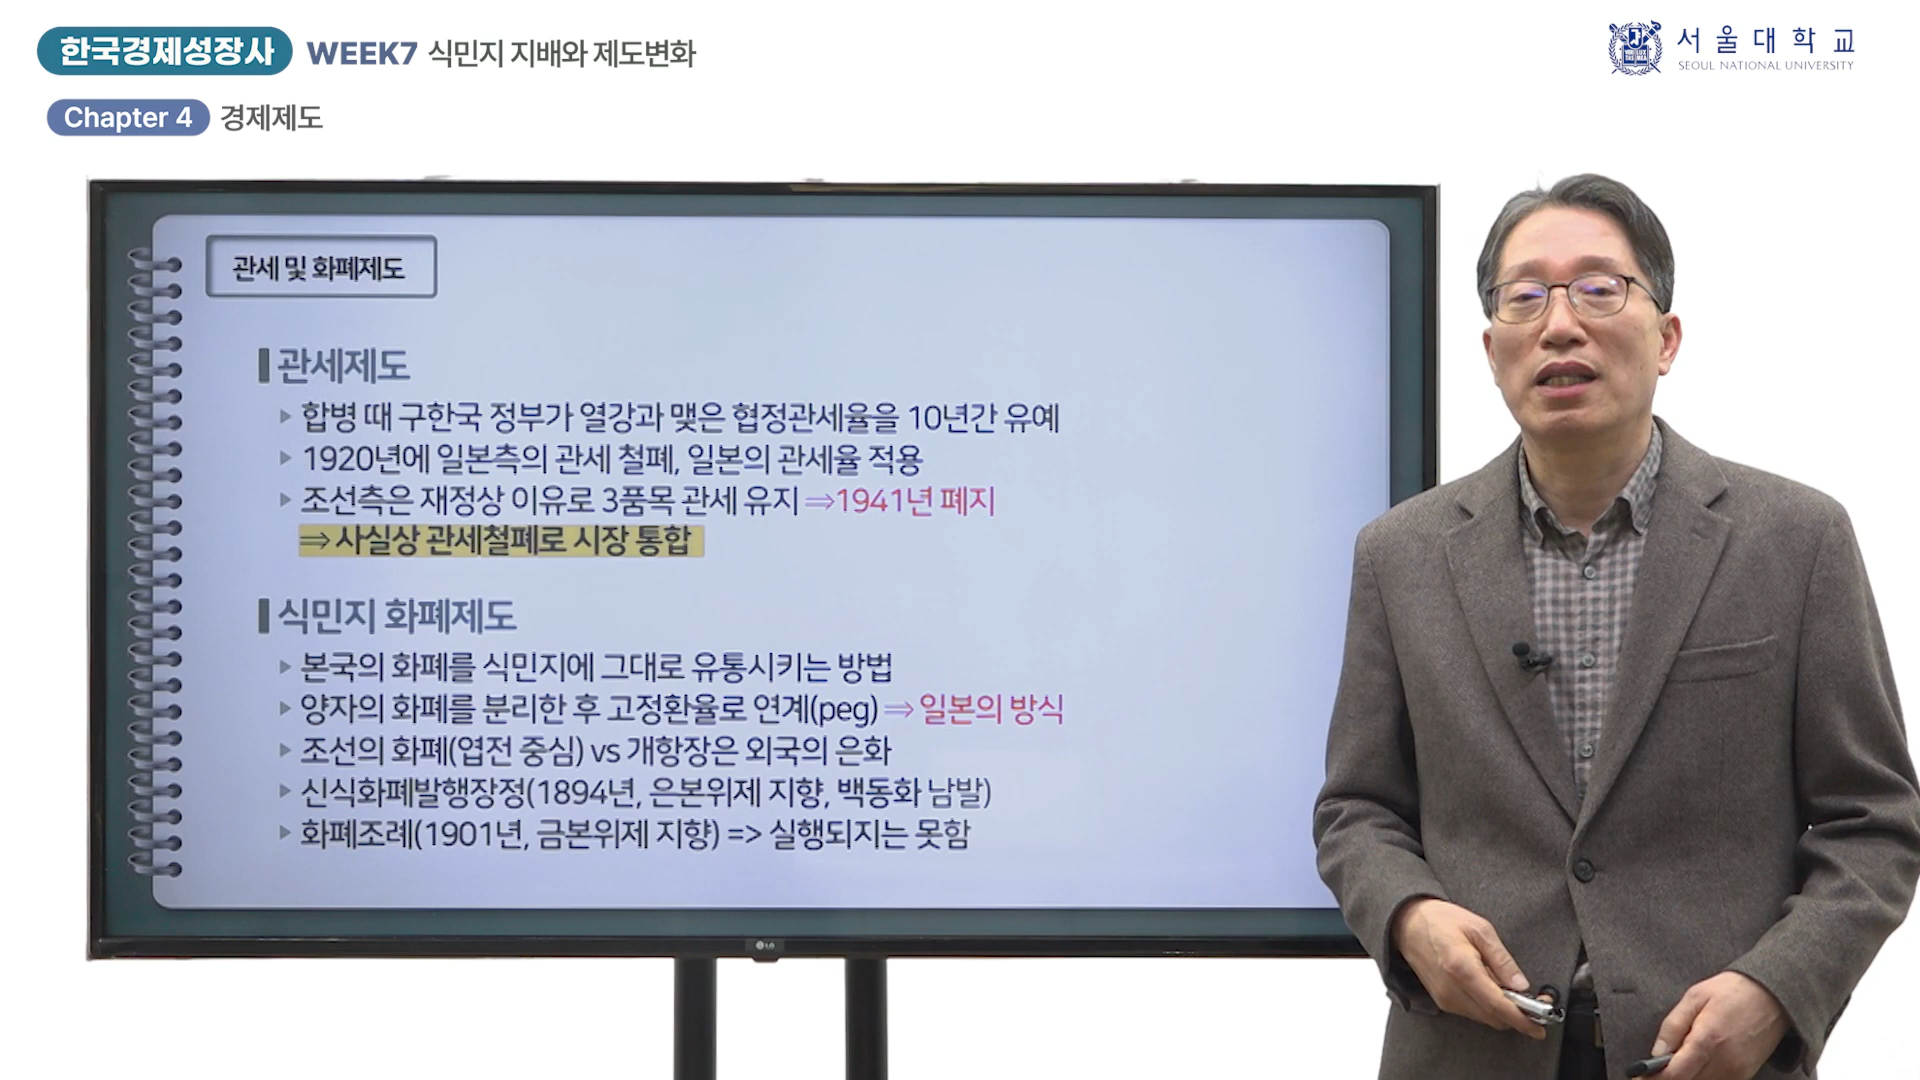 한국경제성장사 WEEK7 식민지 지배와 제도변화
서울대학교
SEOUL NATIONAL UNIVERSITY
Chapter 4 경제제도
관세 및 화폐제도
관세제도
합병 때 구한국 정부가 열강과 맺은 협정관세율을 10년간 유예
1920년에 일본측의 관세 철폐, 일본의 관세율 적용
조선측은 재정상 이유로 3품목 관세 유지 ⇒1941년 폐지
⇒ 사실상 관세철폐로 시장 통합
식민지 화폐제도
본국의 화폐를 식민지에 그대로 유통시키는 방법
양자의 화폐를 분리한 후 고정환율로 연계(peg) ⇒ 일본의 방식
조선의 화폐(엽전 중심) vs 개항장은 외국의 은화
신식화폐발행장정(1894년, 은본위제 지향, 백동화 남발)
화폐조례(1901년, 금본위제 지향) => 실행되지는 못함
LG